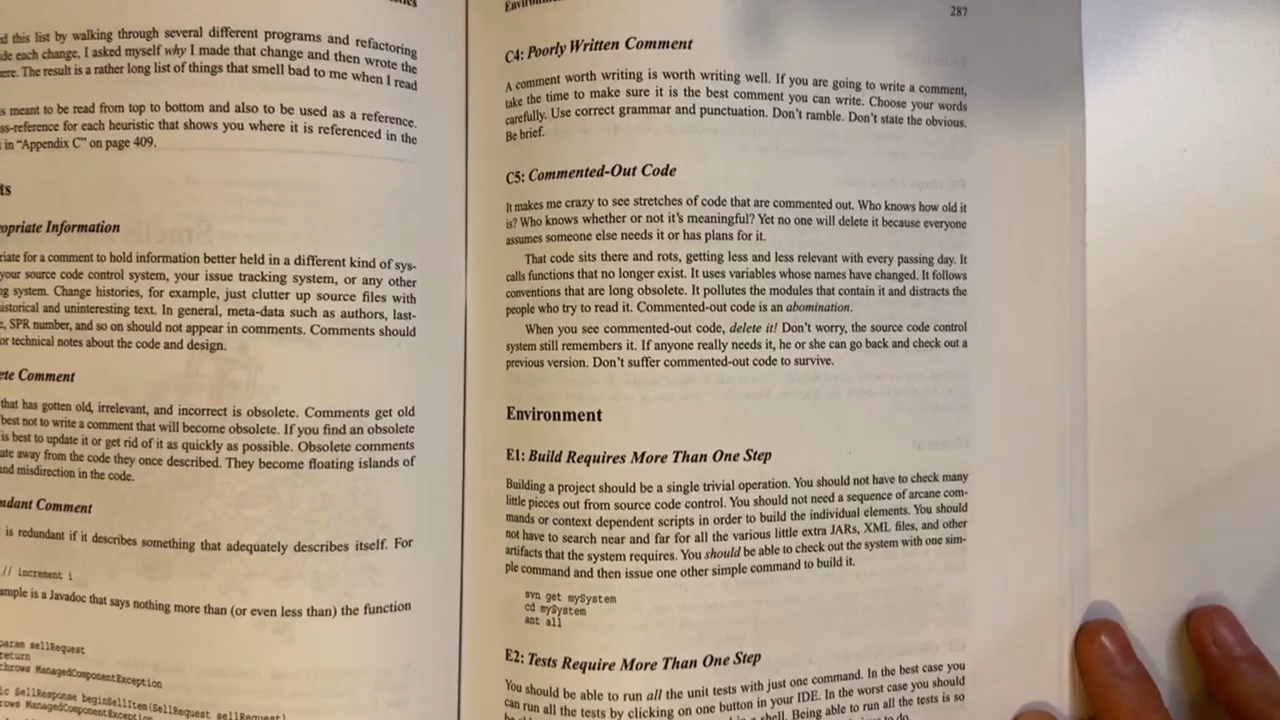 ed this list by walking through several different programs and refactoring
de each change, I asked myself why I made that change and then wrote the
ere. The result is a rather long list of things that smell bad to me when I read
s meant to be read from top to bottom and also to be used as a reference.
ss-reference for each heuristic that shows you where it is referenced in the
in “Appendix C” on page 409.
ts
opriate Information
riate for a comment to hold information better held in a different kind of sys-
your source code control system, your issue tracking system, or any other
ng system. Change histories, for example, just clutter up source files with
istorical and uninteresting text. In general, meta-data such as authors, last-
e, SPR number, and so on should not appear in comments. Comments should
or technical notes about the code and design.
ete Comment
that has gotten old, irrelevant, and incorrect is obsolete. Comments get old
best not to write a comment that will become obsolete. If you find an obsolete
is best to update it or get rid of it as quickly as possible. Obsolete comments
ate away from the code they once described. They become floating islands of
and misdirection in the code.
ndant Comment
is redundant if it describes something that adequately describes itself. For
// increment i
ample is a Javadoc that says nothing more than (or even less than) the function
param sellRequest
return
throws ManagedComponentException
ic SellResponse beginSellItem(SellRequest sellRequest)
rows ManagedComponentException
287
C4: Poorly Written Comment
A comment worth writing is worth writing well. If you are going to write a comment,
take the time to make sure it is the best comment you can write. Choose your words
carefully. Use correct grammar and punctuation. Don’t ramble. Don’t state the obvious.
Be brief.
C5: Commented-Out Code
It makes me crazy to see stretches of code that are commented out. Who knows how old it
is? Who knows whether or not it’s meaningful? Yet no one will delete it because everyone
assumes someone else needs it or has plans for it.
That code sits there and rots, getting less and less relevant with every passing day. It
calls functions that no longer exist. It uses variables whose names have changed. It follows
conventions that are long obsolete. It pollutes the modules that contain it and distracts the
people who try to read it. Commented-out code is an abomination.
When you see commented-out code, delete it! Don’t worry, the source code control
system still remembers it. If anyone really needs it, he or she can go back and check out a
previous version. Don’t suffer commented-out code to survive.
Environment
E1: Build Requires More Than One Step
Building a project should be a single trivial operation. You should not have to check many
little pieces out from source code control. You should not need a sequence of arcane com-
mands or context dependent scripts in order to build the individual elements. You should
not have to search near and far for all the various little extra JARs, XML files, and other
artifacts that the system requires. You should be able to check out the system with one sim-
ple command and then issue one other simple command to build it.
svn get mySystem
cd mySystem
ant all
E2: Tests Require More Than One Step
You should be able to run all the unit tests with just one command. In the best case you
can run all the tests by clicking on one button in your IDE. In the worst case you should
shell. Being able to run all the tests is so
to do.